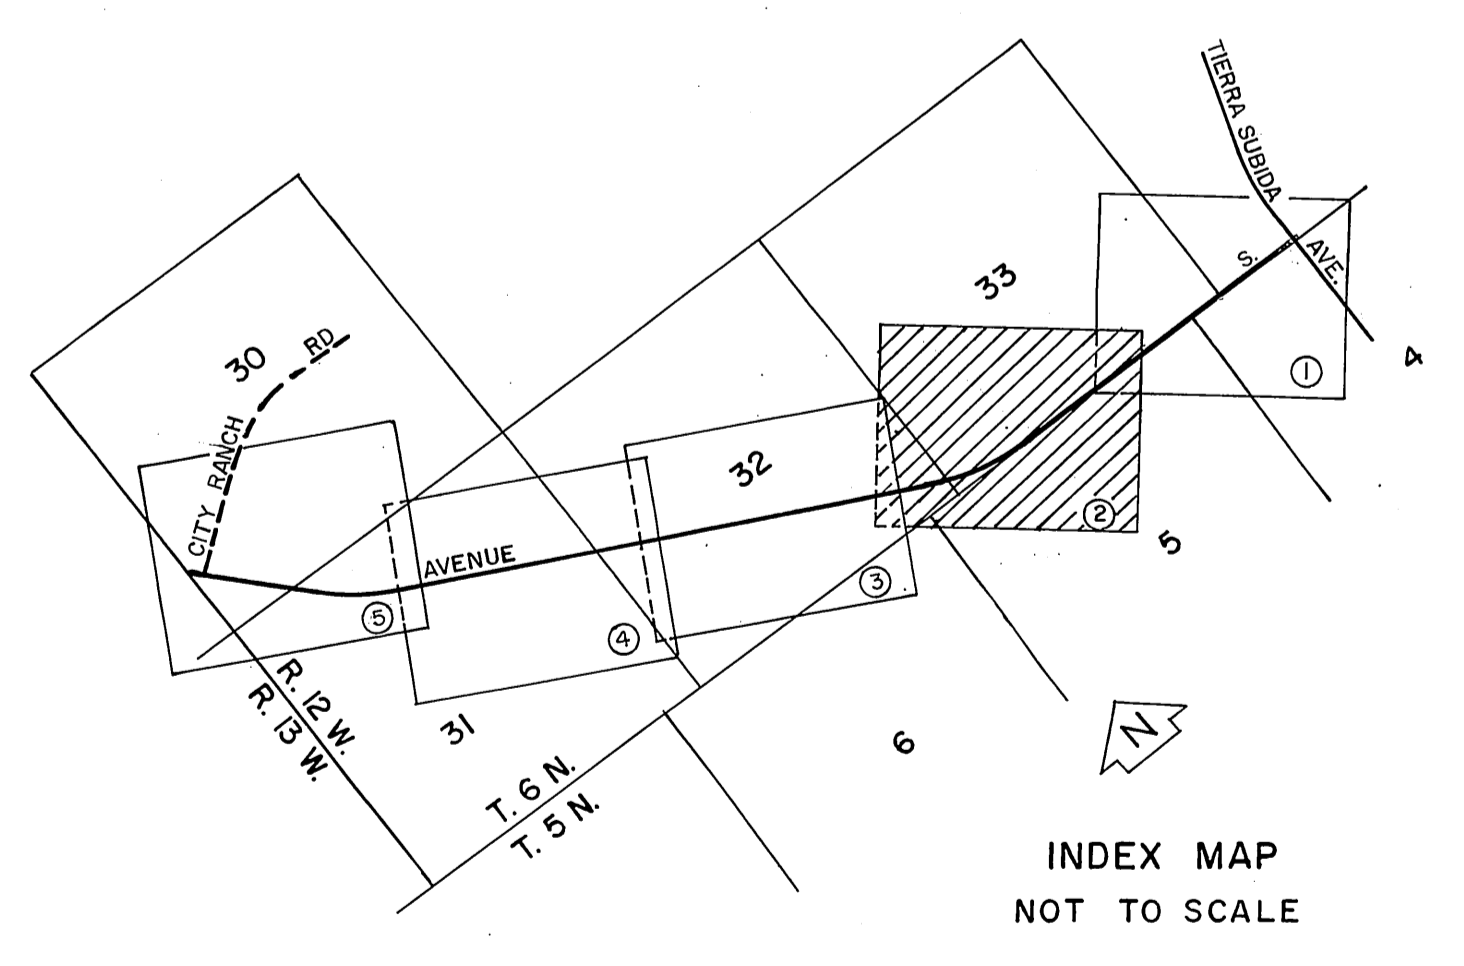 TIERRA SUBIDA
AVE.
S.
33
4
1
30
RD
CITY RANCH
32
2
5
AVENUE
3
5
4
R. 12 W.
R. 13 W.
31
6
T. 6 N.
T. 5 N.
N
INDEX MAP
NOT TO SCALE